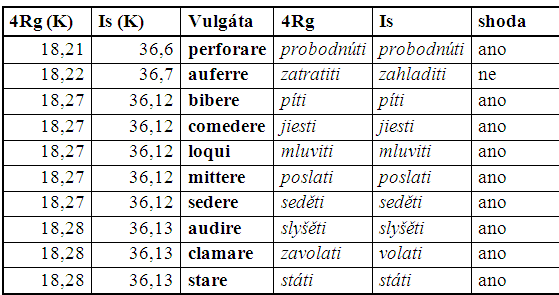 4Rg (K) Is (K) Vulgáta 4Rg Is shoda
18,21 36,6 perforare probodnúti probodnúti ano
18,22 36,7 auferre zatratiti zahladiti ne
18,27 36,12 bibere píti píti ano
18,27 36,12 comedere jiesti jiesti ano
18,27 36,12 loqui mluviti mluviti ano
18,27 36,12 mittere poslati poslati ano
18,27 36,12 sedere seděti seděti ano
18,28 36,13 audire slyšěti slyšěti ano
18,28 36,13 clamare zavolati volati ano
18,28 36,13 stare státi státi ano